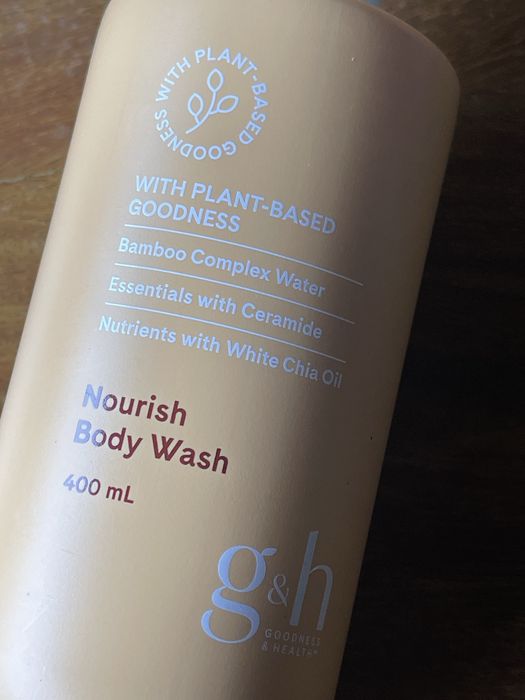 WITH PLANT-BASED GOODNESS
WITH PLANT-BASED
GOODNESS
Bamboo Complex Water
Essentials with Ceramide
Nutrients with White Chia Oil
Nourish
Body Wash
400 mL
g&h
GOODNESS
& HEALTH™